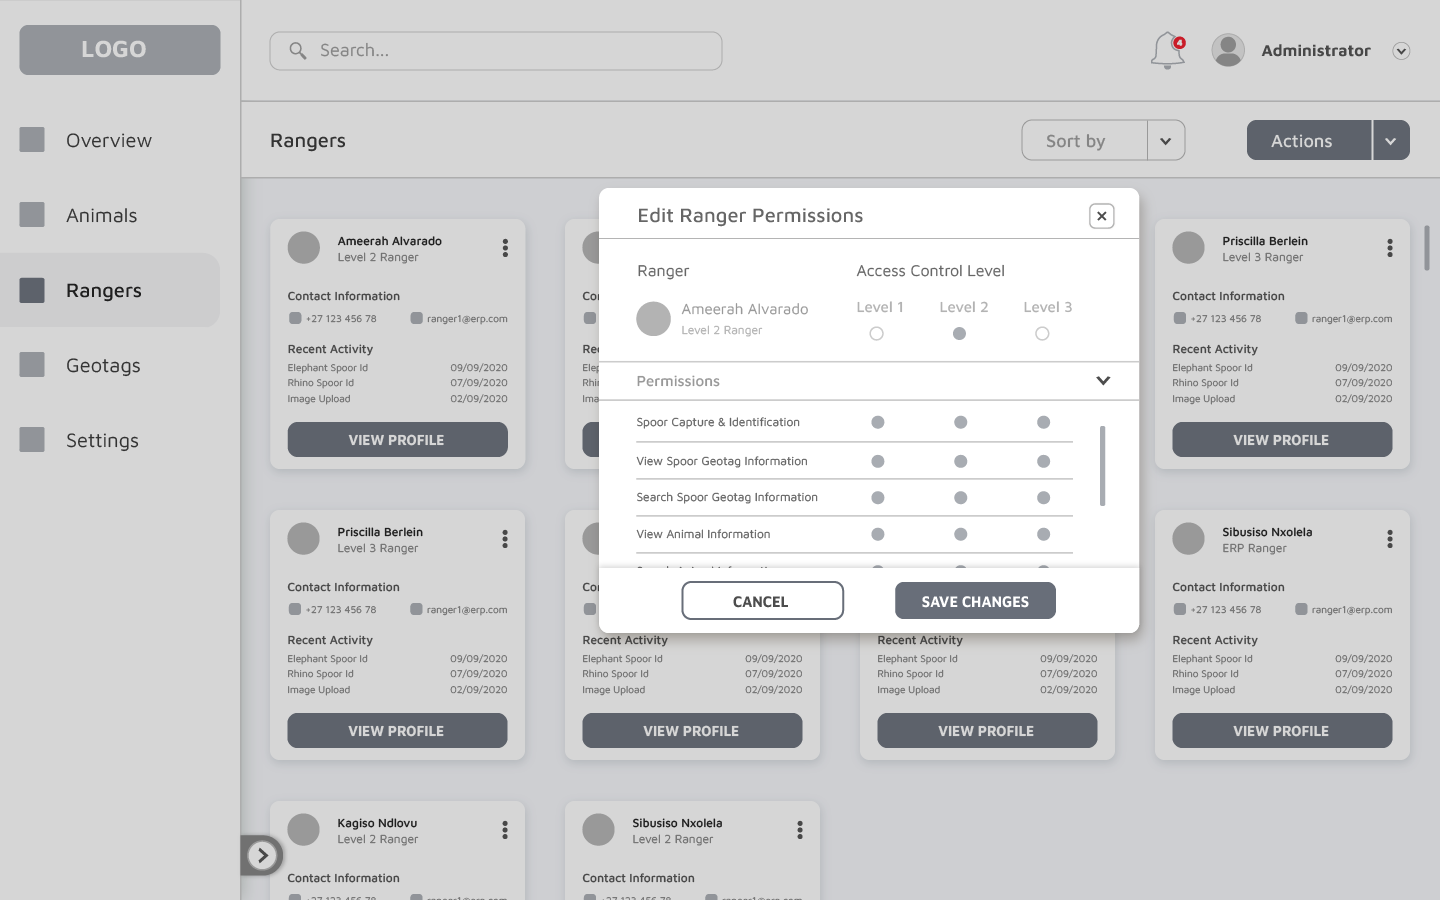 LOGO
Search...
4
Administrator
Overview
Animals
Rangers
Geotags
Settings
Rangers
Sort by
Actions
Ameerah Alvarado
Level 2 Ranger
Contact Information
+27 123 456 78
ranger1@erp.com
Recent Activity
Elephant Spoor Id 09/09/2020
Rhino Spoor Id 07/09/2020
Image Upload 02/09/2020
VIEW PROFILE
Priscilla Berlein
Level 3 Ranger
Contact Information
+27 123 456 78
ranger1@erp.com
Recent Activity
Elephant Spoor Id 09/09/2020
Rhino Spoor Id 07/09/2020
Image Upload 02/09/2020
VIEW PROFILE
Edit Ranger Permissions
Ranger
Access Control Level
Ameerah Alvarado
Level 2 Ranger
Level 1 Level 2 Level 3
Permissions
Spoor Capture & Identification
View Spoor Geotag Information
Search Spoor Geotag Information
View Animal Information
CANCEL
SAVE CHANGES
Priscilla Berlein
Level 3 Ranger
Contact Information
+27 123 456 78
ranger1@erp.com
Recent Activity
Elephant Spoor Id 09/09/2020
Rhino Spoor Id 07/09/2020
Image Upload 02/09/2020
VIEW PROFILE
Recent Activity
Elephant Spoor Id 09/09/2020
Rhino Spoor Id 07/09/2020
Image Upload 02/09/2020
VIEW PROFILE
Recent Activity
Elephant Spoor Id 09/09/2020
Rhino Spoor Id 07/09/2020
Image Upload 02/09/2020
VIEW PROFILE
Sibusiso Nxolela
ERP Ranger
Contact Information
+27 123 456 78
ranger1@erp.com
Recent Activity
Elephant Spoor Id 09/09/2020
Rhino Spoor Id 07/09/2020
Image Upload 02/09/2020
VIEW PROFILE
Kagiso Ndlovu
Level 2 Ranger
Contact Information
Sibusiso Nxolela
Level 2 Ranger
Contact Information